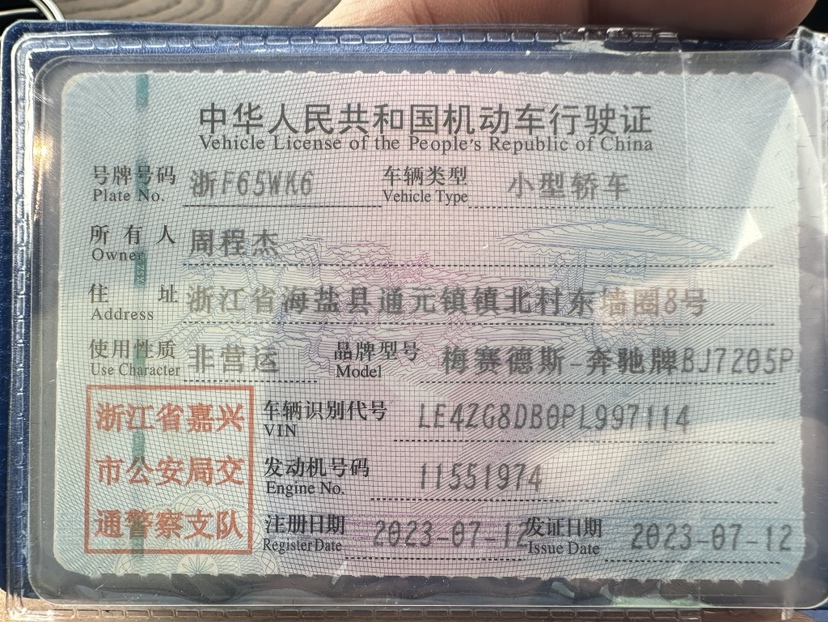 中华人民共和国机动车行驶证
Vehicle License of the People's Republic of China
号牌号码 浙F65WK6 车辆类型 小型轿车
Plate No. Vehicle Type
所有人 周程杰
Owner
住址 浙江省海盐县通元镇镇北村东墙圈8号
Address
使用性质 非营运 品牌型号 梅赛德斯-奔驰牌BJ7205P
Use Character Model
浙江省嘉兴
市公安局交
通警察支队
车辆识别代号 LE4ZG8DB0PL997114
VIN
发动机号码 11551974
Engine No.
注册日期 2023-07-12 发证日期 2023-07-12
Register Date Issue Date